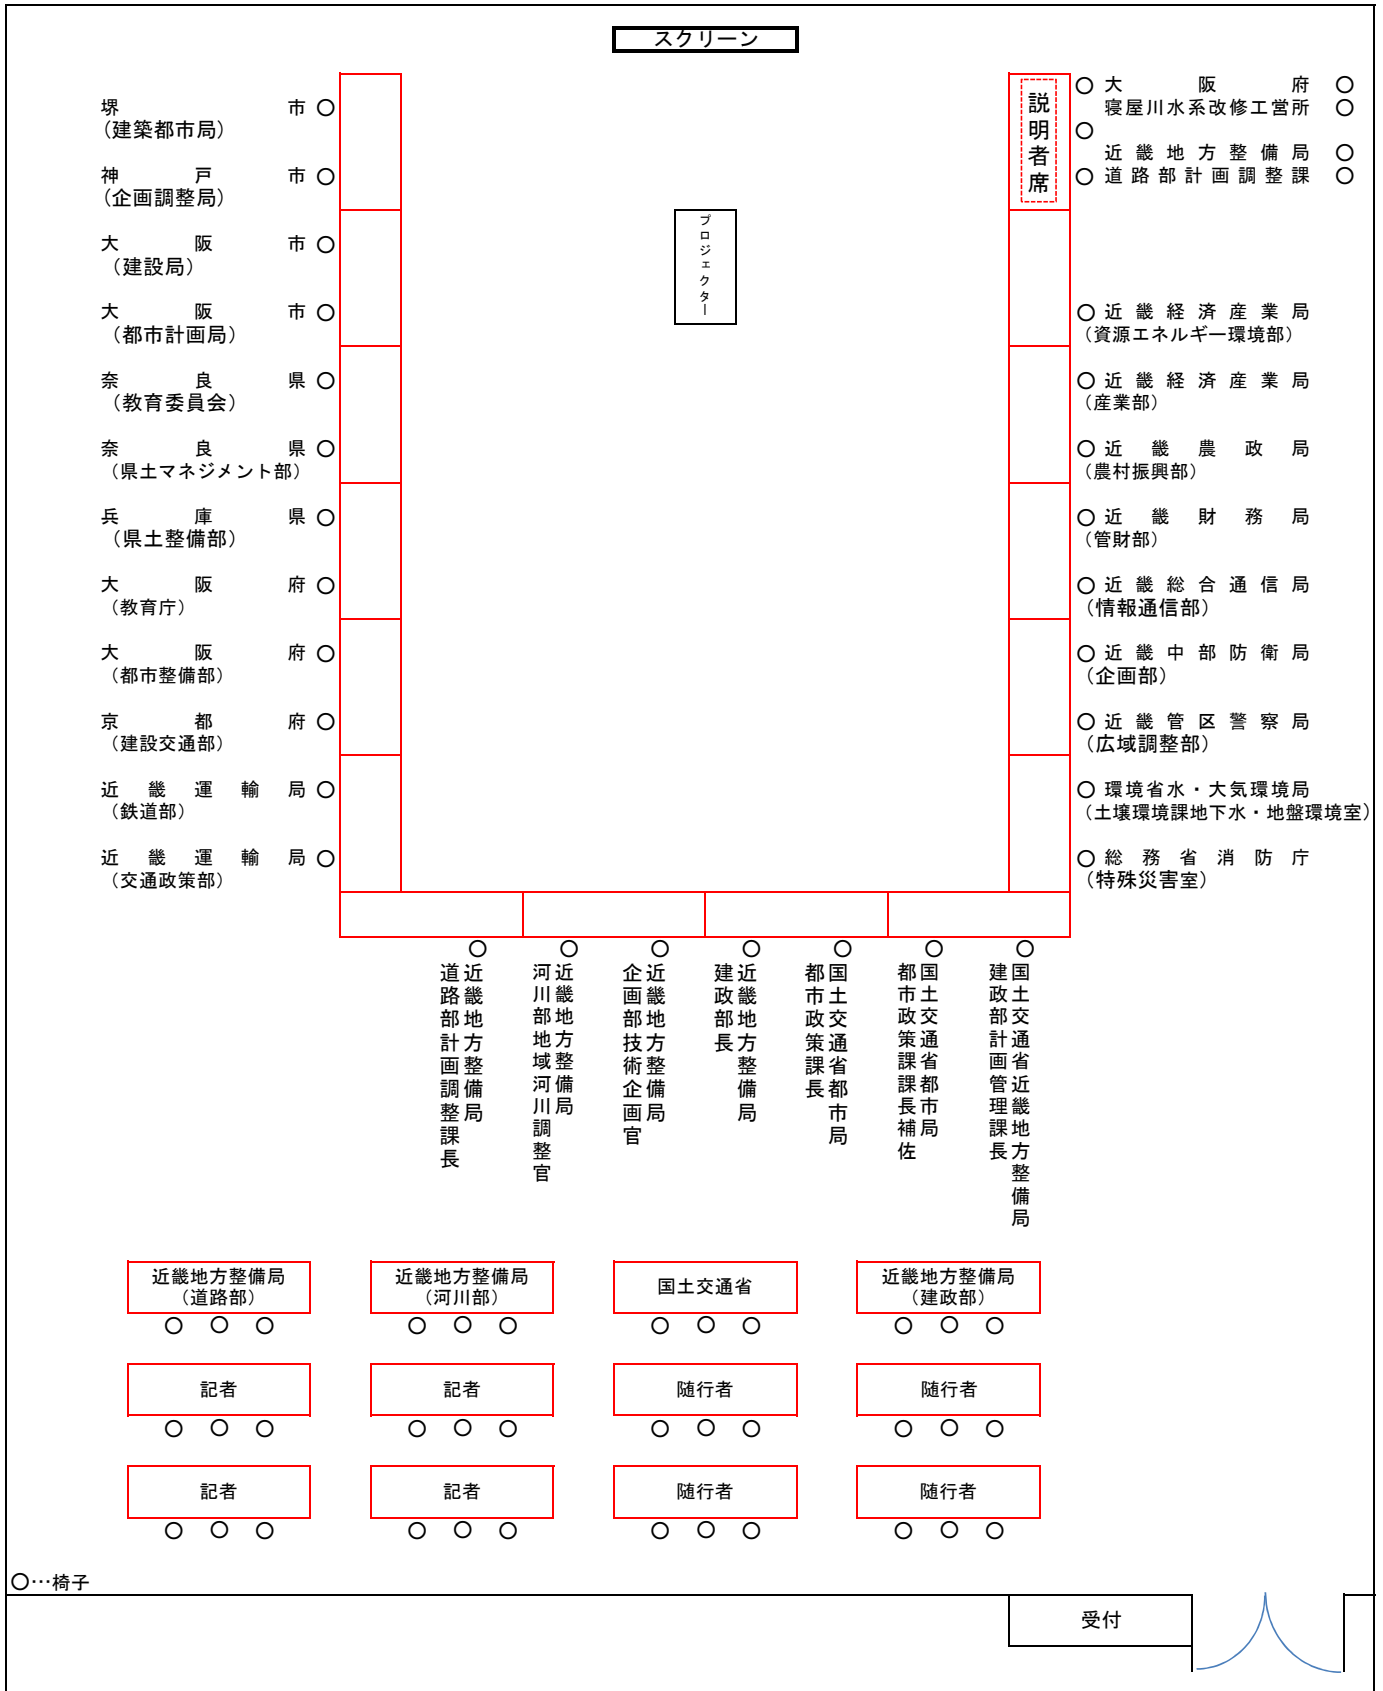 スクリーン
堺市
（建築都市局）
神戸市
（企画調整局）
大阪市
（建設局）
大阪市
（都市計画局）
奈良県
（教育委員会）
奈良県
（県土マネジメント部）
兵庫県
（県土整備部）
大阪府
（教育庁）
大阪府
（都市整備部）
京都府
（建設交通部）
近畿運輸局
（鉄道部）
近畿運輸局
（交通政策部）
プロジェクター
説明者席
大阪府
寝屋川水系改修工営所
近畿地方整備局
道路部計画調整課
近畿経済産業局
（資源エネルギー環境部）
近畿経済産業局
（産業部）
近畿農政局
（農村振興部）
近畿財務局
（管財部）
近畿総合通信局
（情報通信部）
近畿中部防衛局
（企画部）
近畿管区警察局
（広域調整部）
環境省水・大気環境局
（土壌環境課地下水・地盤環境室）
総務省消防庁
（特殊災害室）
近畿地方整備局
道路部計画調整課長
近畿地方整備局
河川部地域河川調整官
近畿地方整備局
企画部技術企画官
近畿地方整備局
建政部長
国土交通省都市局
都市政策課長
国土交通省都市局
都市政策課課長補佐
国土交通省近畿地方整備局
建政部計画管理課長
近畿地方整備局
（道路部）
近畿地方整備局
（河川部）
国土交通省
近畿地方整備局
（建政部）
記者
記者
随行者
随行者
記者
記者
随行者
随行者
〇…椅子
受付